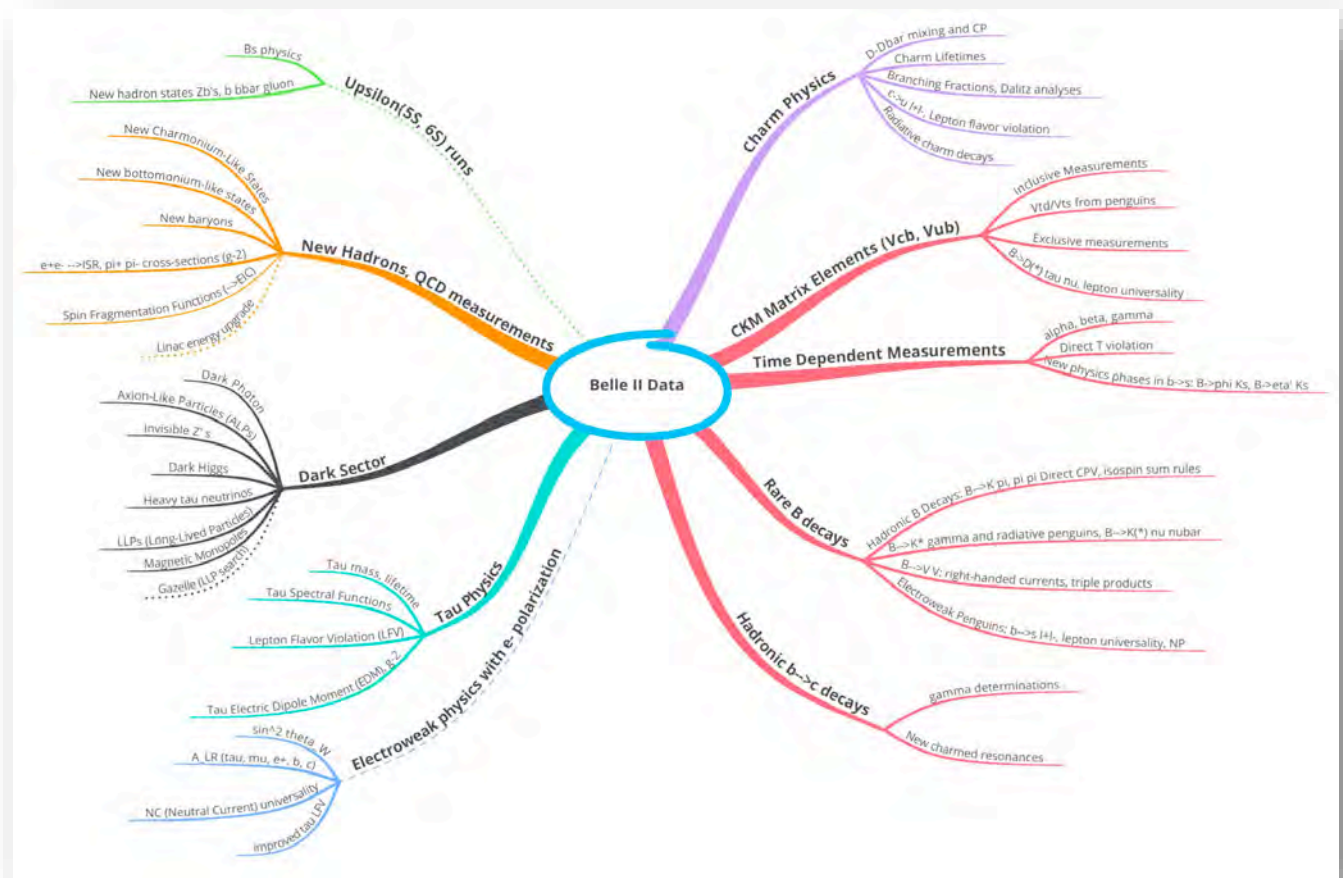 Belle II Data
Upsilon(5S, 6S) runs
Bs physics
New hadron states Zb's, b bbar gluon
New Hadrons, QCD measurements
New Charmonium-Like States
New bottomonium-like states
New baryons
e+e- -->ISR, pi+ pi- cross-sections (g-2)
Spin Fragmentation Functions (-->EIC)
Linac energy upgrade
Dark Sector
Dark Photon
Axion-Like Particles (ALPs)
Invisible Z' s
Dark Higgs
Heavy tau neutrinos
LLPs (Long-Lived Particles)
Magnetic Monopoles
Gazelle (LLP search)
Tau Physics
Tau mass, lifetime
Tau Spectral Functions
Lepton Flavor Violation (LFV)
Tau Electric Dipole Moment (EDM), g-2
Electroweak physics with e- polarization
sin^2 theta_W
A_LR (tau, mu, e+, b, c)
NC (Neutral Current) universality
improved tau LFV
Charm Physics
D-Dbar mixing and CP
Charm Lifetimes
Branching Fractions, Dalitz analyses
c->u l+l-, Lepton flavor violation
Radiative charm decays
CKM Matrix Elements (Vcb, Vub)
Inclusive Measurements
Vtd/Vts from penguins
Exclusive measurements
B->D(*) tau nu, lepton universality
Time Dependent Measurements
alpha, beta, gamma
Direct T violation
New physics phases in b->s: B->phi Ks, B->eta' Ks
Rare B decays
Hadronic B Decays: B-->K pi, pi pi Direct CPV, isospin sum rules
B-->K* gamma and radiative penguins, B-->K(*) nu nubar
B-->V V: right-handed currents, triple products
Electroweak Penguins: b-->s l+l-, lepton universality, NP
Hadronic b-->c decays
gamma determinations
New charmed resonances